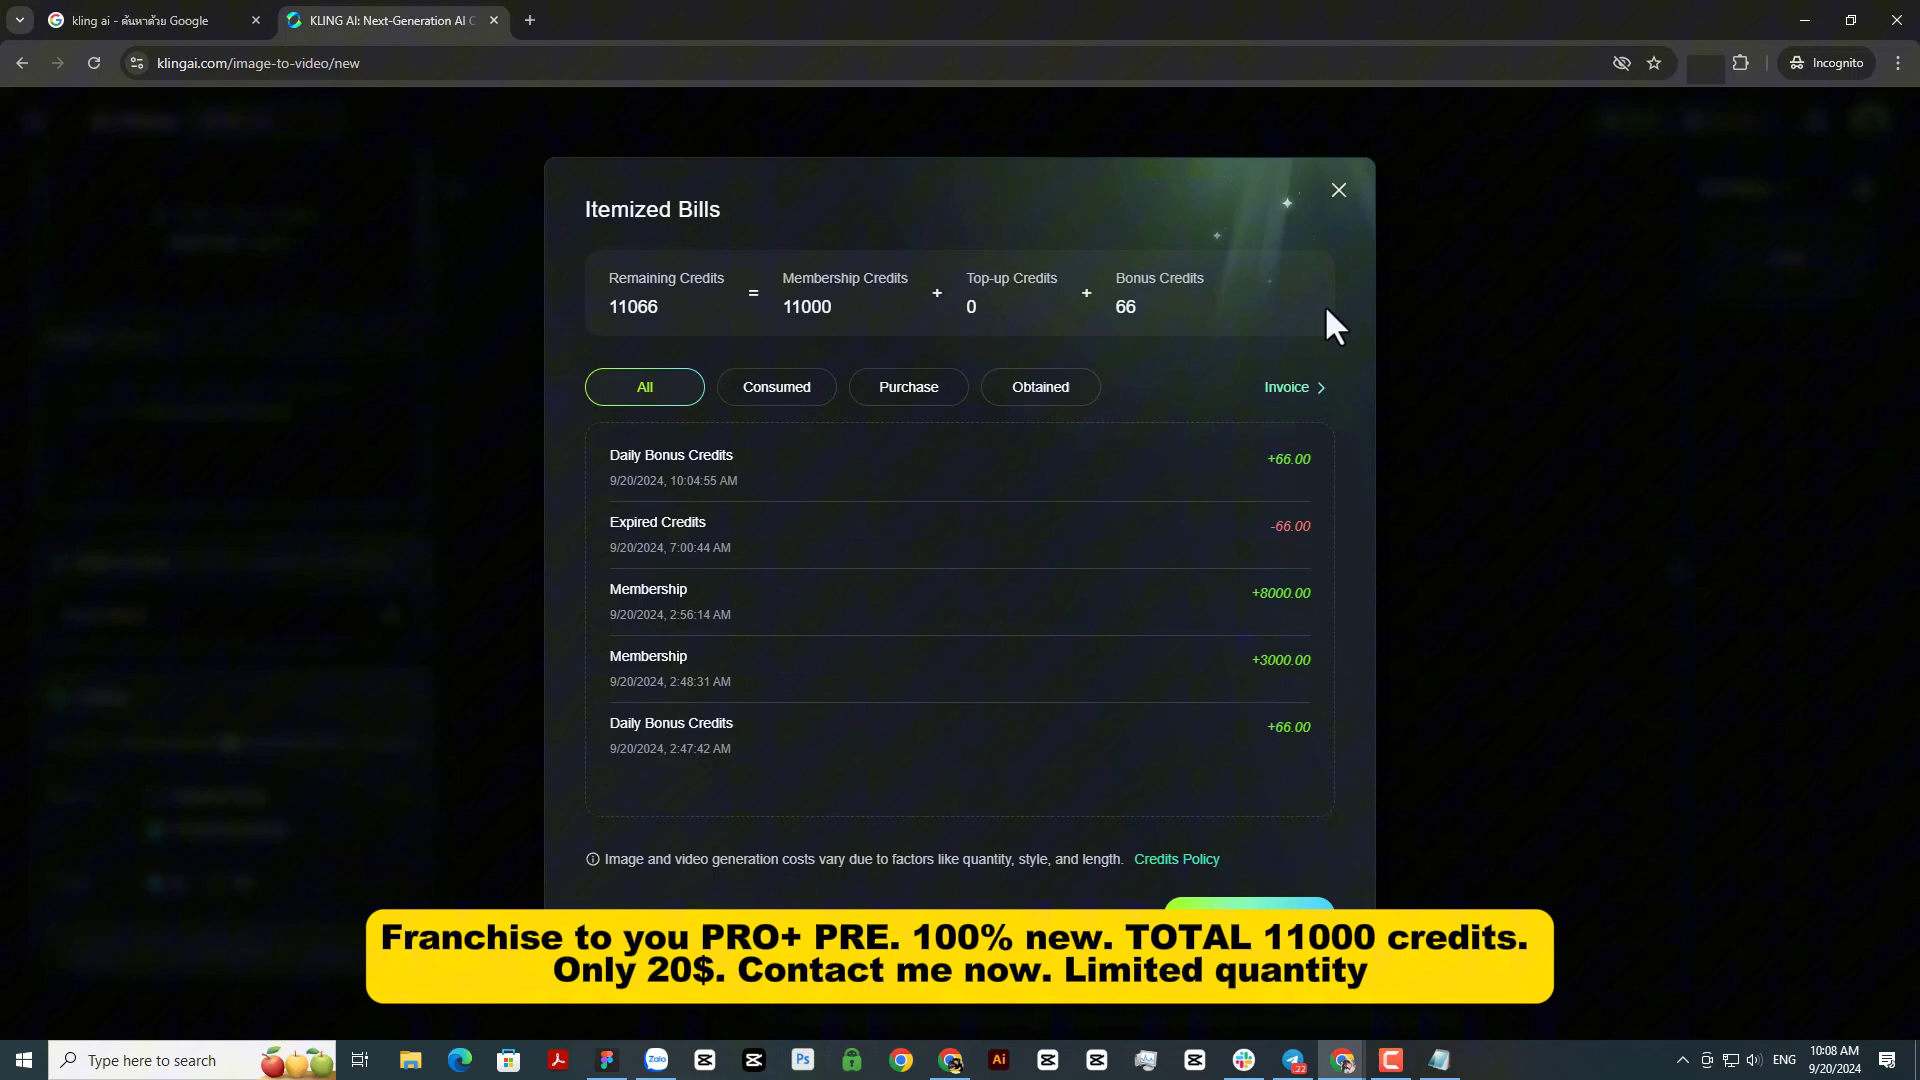 kling ai - ค้นหาด้วย Google
KLING AI: Next-Generation AI C
klingai.com/image-to-video/new
Incognito
Itemized Bills
Remaining Credits
11066
=
Membership Credits
11000
+
Top-up Credits
0
+
Bonus Credits
66
All
Consumed
Purchase
Obtained
Invoice >
Daily Bonus Credits
+66.00
9/20/2024, 10:04:55 AM
Expired Credits
-66.00
9/20/2024, 7:00:44 AM
Membership
+8000.00
9/20/2024, 2:56:14 AM
Membership
+3000.00
9/20/2024, 2:48:31 AM
Daily Bonus Credits
+66.00
9/20/2024, 2:47:42 AM
Image and video generation costs vary due to factors like quantity, style, and length. Credits Policy
Franchise to you PRO+ PRE. 100% new. TOTAL 11000 credits.
Only 20$. Contact me now. Limited quantity
Type here to search
Zalo
Ps
Ai
22
ENG
10:08 AM
9/20/2024